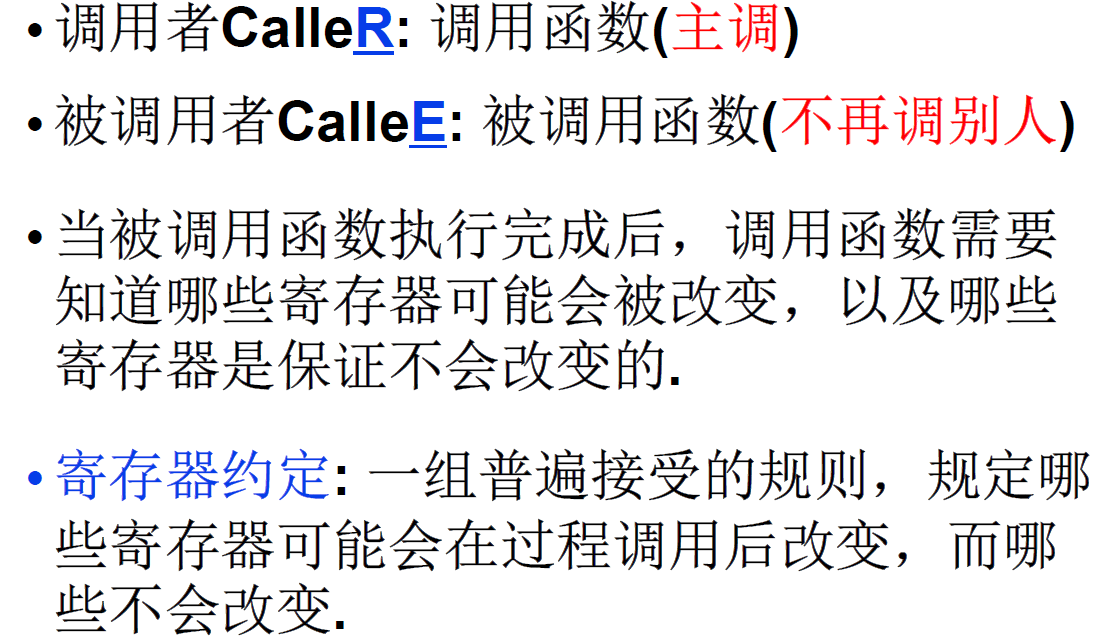 • 调用者CalleR: 调用函数(主调)
• 被调用者CalleE: 被调用函数(不再调别人)
• 当被调用函数执行完成后，调用函数需要
知道哪些寄存器可能会被改变，以及哪些
寄存器是保证不会改变的.
• 寄存器约定: 一组普遍接受的规则，规定哪
些寄存器可能会在过程调用后改变，而哪
些不会改变.